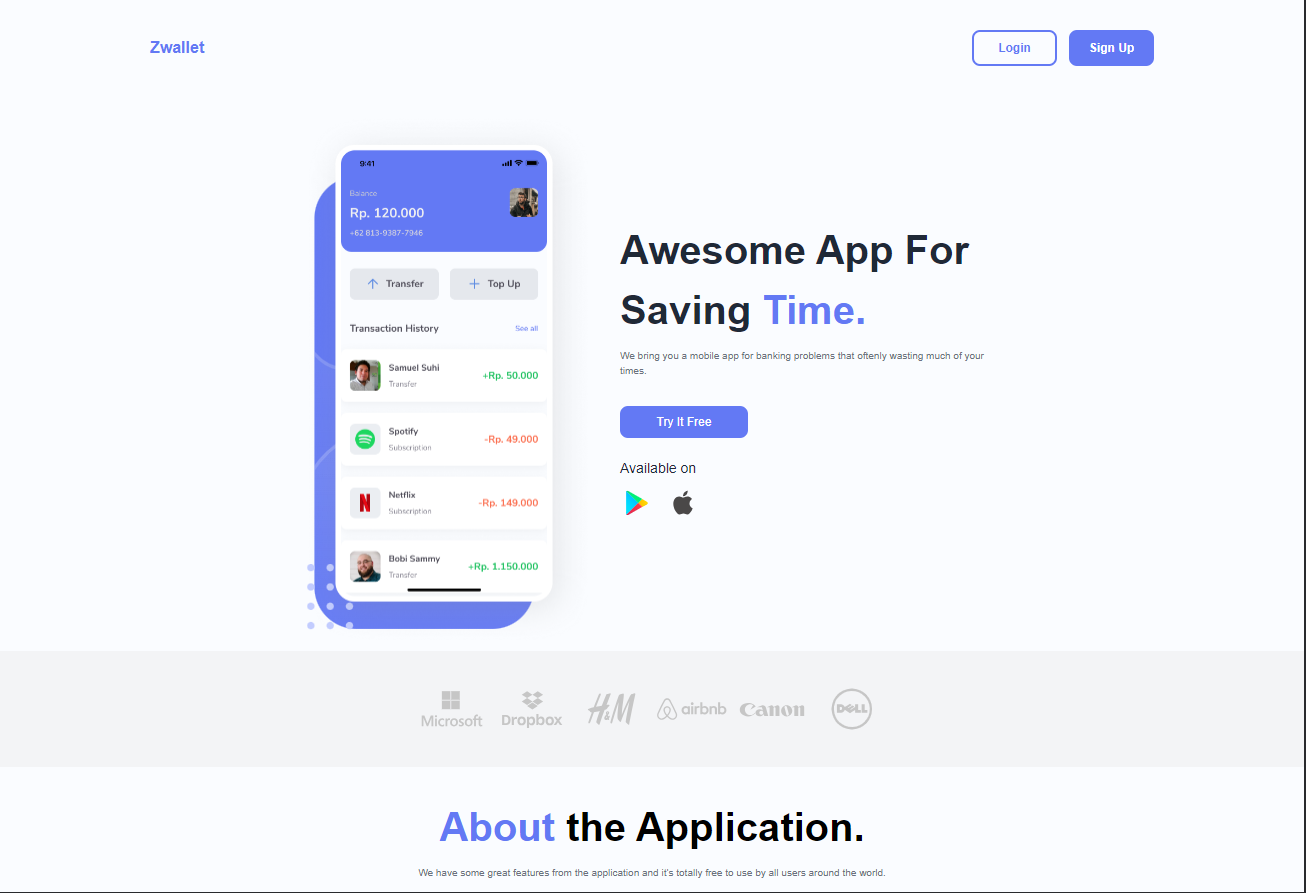 Zwallet
Login
Sign Up
9:41
Balance
Rp. 120.000
+62 813-9387-7946
Transfer
Top Up
Transaction History
See all
Samuel Suhi
Transfer
+Rp. 50.000
Spotify
Subscription
-Rp. 49.000
N
Netflix
Subscription
-Rp. 149.000
Bobi Sammy
Transfer
+Rp. 1.150.000
Awesome App For
Saving Time.
We bring you a mobile app for banking problems that oftenly wasting much of your
times.
Try It Free
Available on
Microsoft
Dropbox
H&M
airbnb
Canon
DELL
About the Application.
We have some great features from the application and it's totally free to use by all users around the world.